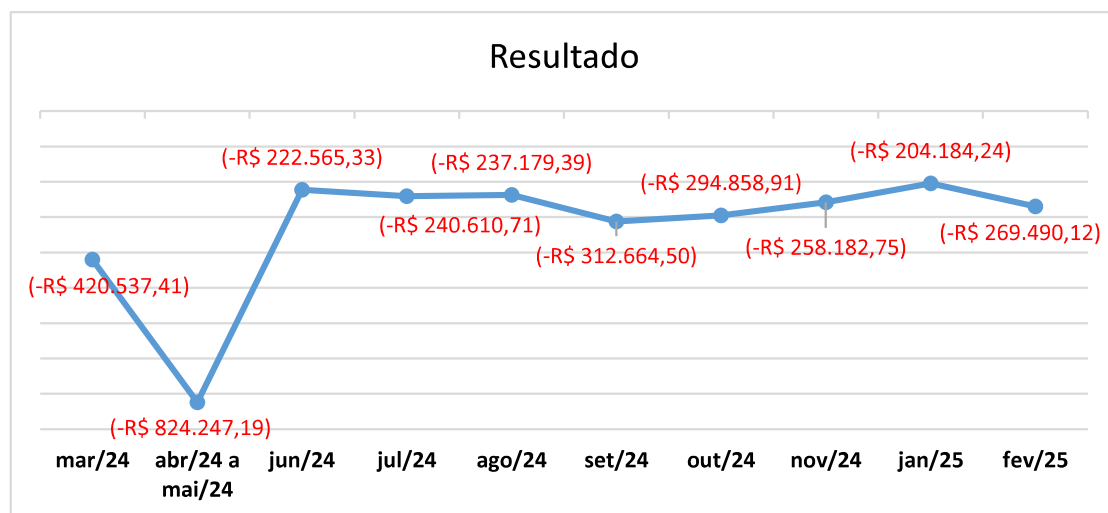 Resultado
(-R$ 420.537,41)
(-R$ 824.247,19)
(-R$ 222.565,33)
(-R$ 240.610,71)
(-R$ 237.179,39)
(-R$ 312.664,50)
(-R$ 294.858,91)
(-R$ 258.182,75)
(-R$ 204.184,24)
(-R$ 269.490,12)
mar/24
abr/24 a
mai/24
jun/24
jul/24
ago/24
set/24
out/24
nov/24
jan/25
fev/25